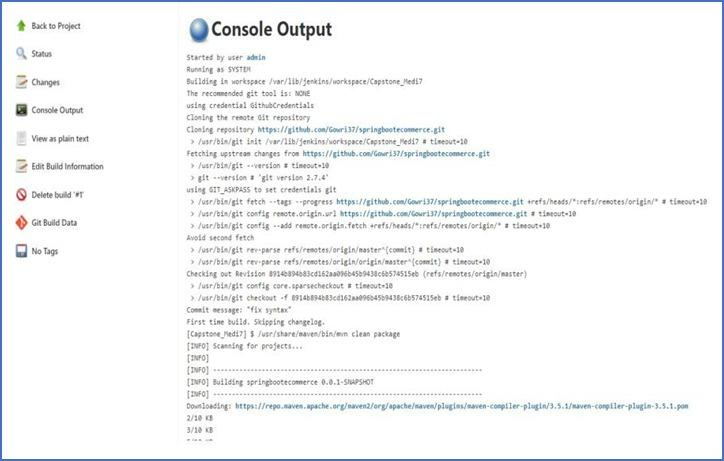 Back to Project
Status
Changes
Console Output
View as plain text
Edit Build Information
Delete build '#1'
Git Build Data
No Tags
Console Output
Started by user admin
Running as SYSTEM
Building in workspace /var/lib/jenkins/workspace/Capstone_Medi7
The recommended git tool is: NONE
using credential GithubCredentials
Cloning the remote Git repository
Cloning repository https://github.com/Gowri37/springbootecommerce.git
> /usr/bin/git init /var/lib/jenkins/workspace/Capstone_Medi7 # timeout=10
Fetching upstream changes from https://github.com/Gowri37/springbootecommerce.git
> /usr/bin/git --version # timeout=10
> git --version # 'git version 2.7.4'
using GIT_ASKPASS to set credentials git
> /usr/bin/git fetch --tags --progress https://github.com/Gowri37/springbootecommerce.git +refs/heads/*:refs/remotes/origin/* # timeout=10
> /usr/bin/git config remote.origin.url https://github.com/Gowri37/springbootecommerce.git # timeout=10
> /usr/bin/git config --add remote.origin.fetch +refs/heads/*:refs/remotes/origin/* # timeout=10
Avoid second fetch
> /usr/bin/git rev-parse refs/remotes/origin/master^{commit} # timeout=10
> /usr/bin/git rev-parse refs/remotes/origin/origin/master^{commit} # timeout=10
Checking out Revision 8914b894b83cd162aa096b45b9438c6b574515eb (refs/remotes/origin/master)
> /usr/bin/git config core.sparsecheckout # timeout=10
> /usr/bin/git checkout -f 8914b894b83cd162aa096b45b9438c6b574515eb # timeout=10
Commit message: "fix syntax"
First time build. Skipping changelog.
[Capstone_Medi7] $ /usr/share/maven/bin/mvn clean package
[INFO] Scanning for projects...
[INFO]
[INFO] ------------------------------------------------------------------------
[INFO] Building springbootecommerce 0.0.1-SNAPSHOT
[INFO] ------------------------------------------------------------------------
Downloading: https://repo.maven.apache.org/maven2/org/apache/maven/plugins/maven-compiler-plugin/3.5.1/maven-compiler-plugin-3.5.1.pom
2/10 KB
3/10 KB